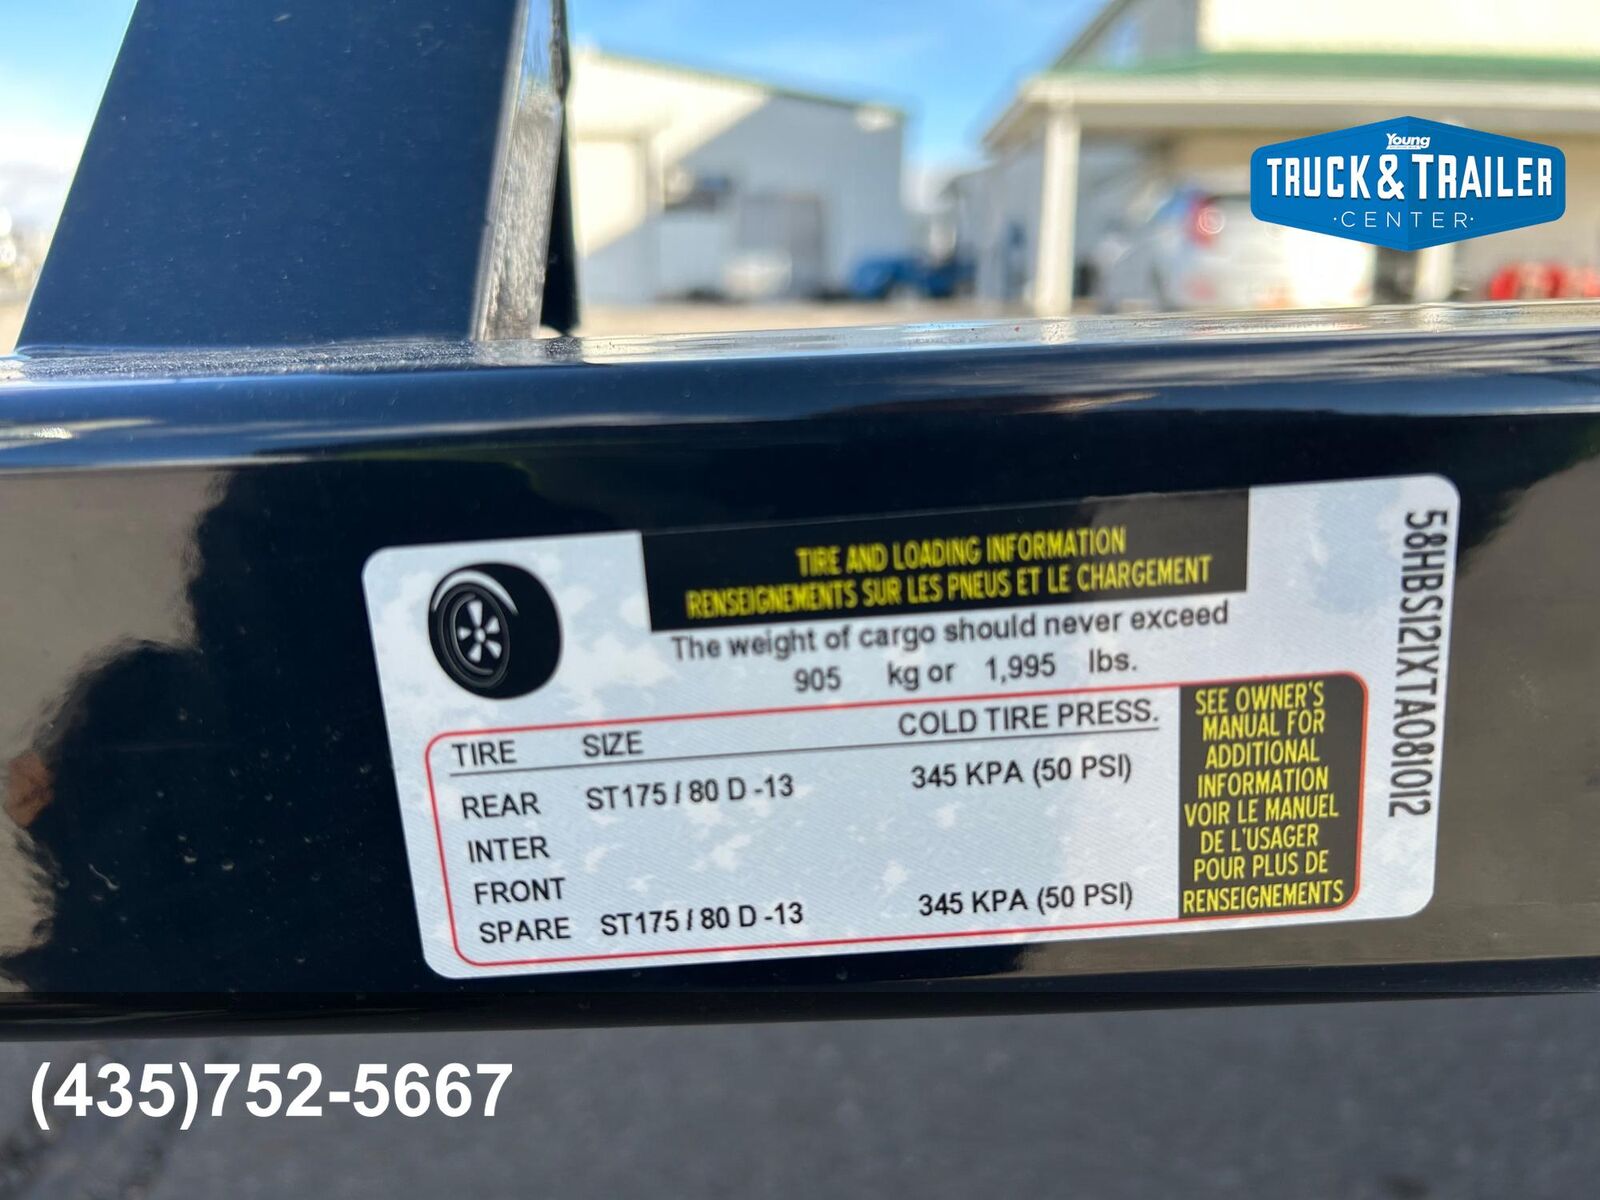 Young
TRUCK & TRAILER
·CENTER·
TIRE AND LOADING INFORMATION
RENSEIGNEMENTS SUR LES PNEUS ET LE CHARGEMENT
The weight of cargo should never exceed
905 kg or 1,995 lbs.
TIRE SIZE COLD TIRE PRESS.
REAR ST175 / 80 D -13 345 KPA (50 PSI)
INTER
FRONT
SPARE ST175 / 80 D -13 345 KPA (50 PSI)
SEE OWNER'S
MANUAL FOR
ADDITIONAL
INFORMATION
VOIR LE MANUEL
DE L'USAGER
POUR PLUS DE
RENSEIGNEMENTS
58HBS121XTA081012
(435)752-5667